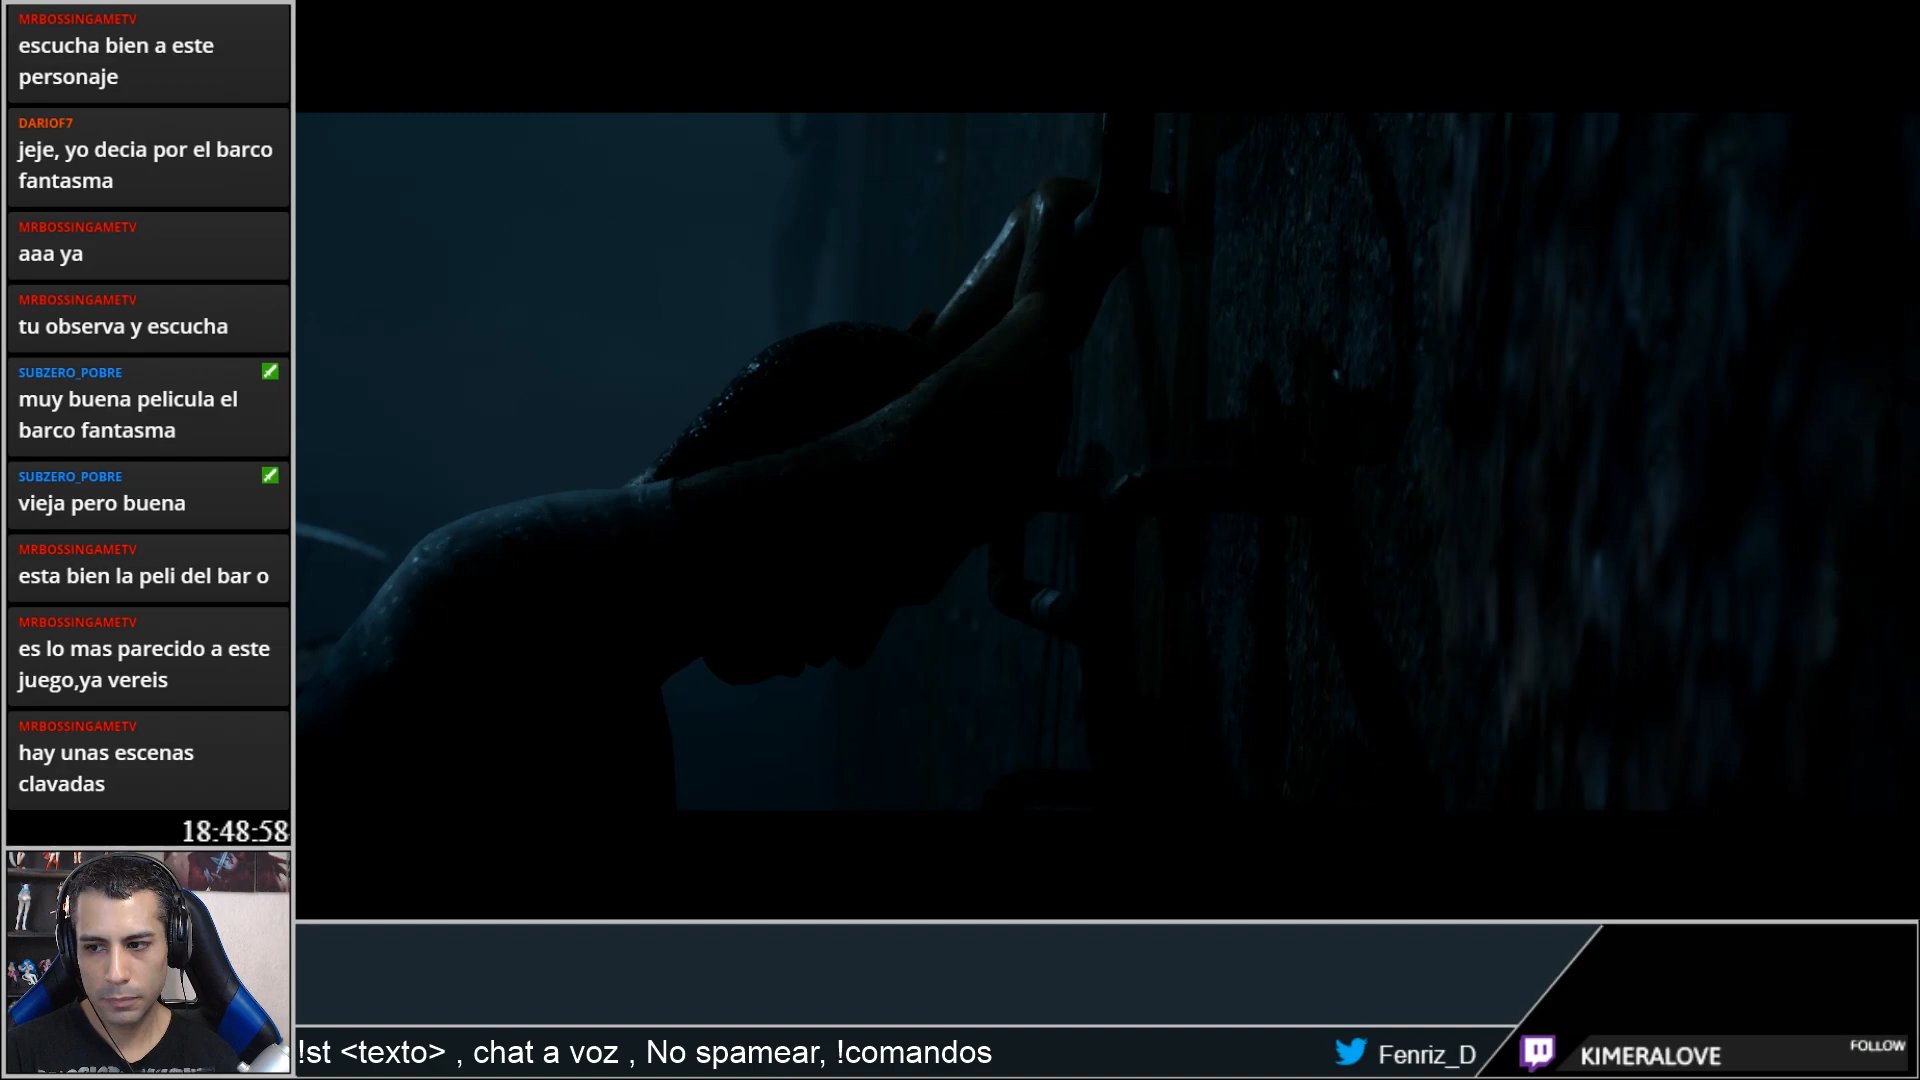 MRBOSSINGAMETV
escucha bien a este
personaje
DARIOF7
jeje, yo decia por el barco
fantasma
MRBOSSINGAMETV
aaa ya
MRBOSSINGAMETV
tu observa y escucha
SUBZERO_POBRE
muy buena pelicula el
barco fantasma
SUBZERO_POBRE
vieja pero buena
MRBOSSINGAMETV
esta bien la peli del bar o
MRBOSSINGAMETV
es lo mas parecido a este
juego,ya vereis
MRBOSSINGAMETV
hay unas escenas
clavadas
18:48:58
!st <texto> , chat a voz , No spamear, !comandos
Fenriz_D
KIMERALOVE
FOLLOW